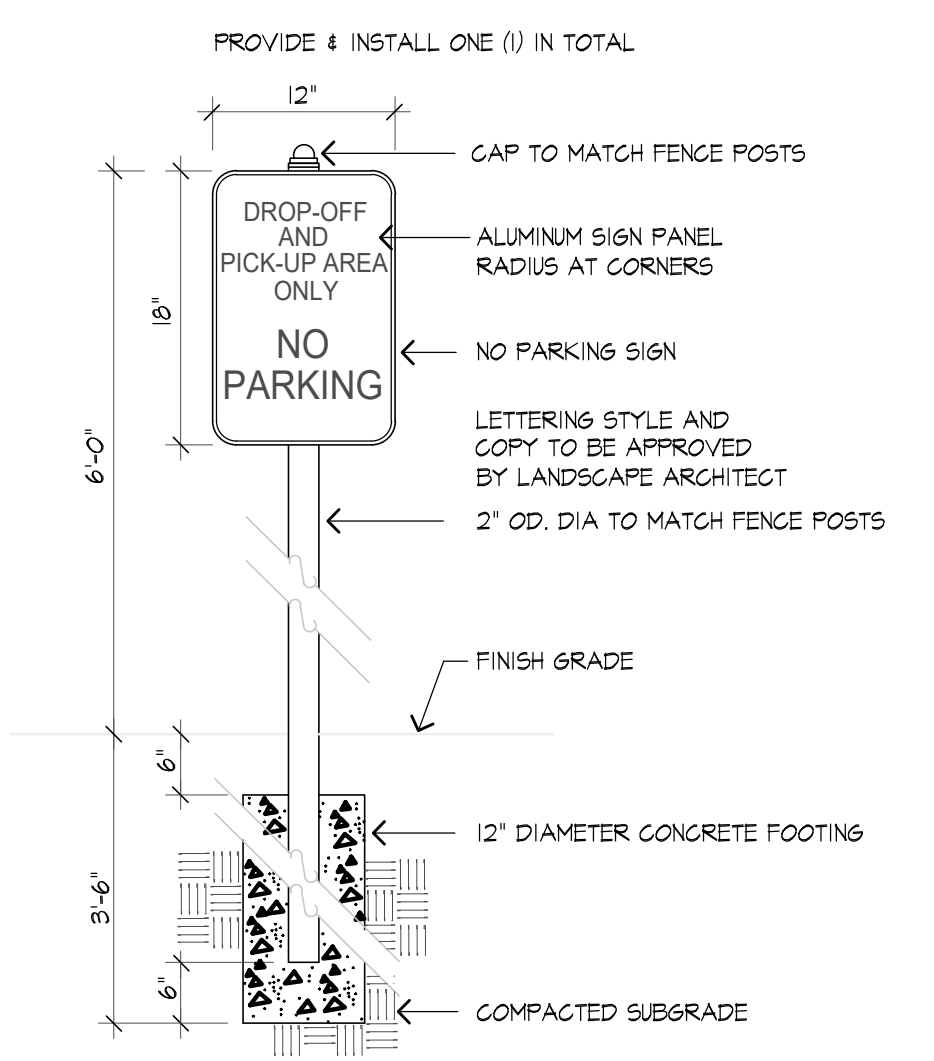 PROVIDE & INSTALL ONE (1) IN TOTAL
12"
CAP TO MATCH FENCE POSTS
DROP-OFF
AND
PICK-UP AREA
ONLY
NO
PARKING
ALUMINUM SIGN PANEL
RADIUS AT CORNERS
18"
NO PARKING SIGN
LETTERING STYLE AND
COPY TO BE APPROVED
BY LANDSCAPE ARCHITECT
6'-0"
2" OD. DIA TO MATCH FENCE POSTS
FINISH GRADE
6"
12" DIAMETER CONCRETE FOOTING
3'-6"
6"
COMPACTED SUBGRADE